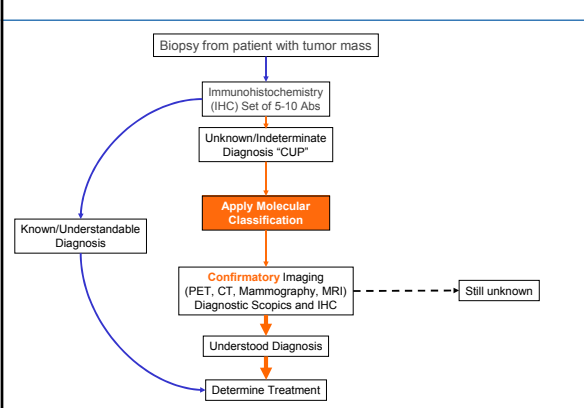 Biopsy from patient with tumor mass
Immunohistochemistry
(IHC) Set of 5-10 Abs
Unknown/Indeterminate
Diagnosis “CUP”
Apply Molecular
Classification
Known/Understandable
Diagnosis
Confirmatory Imaging
(PET, CT, Mammography, MRI)
Diagnostic Scopics and IHC
Still unknown
Understood Diagnosis
Determine Treatment